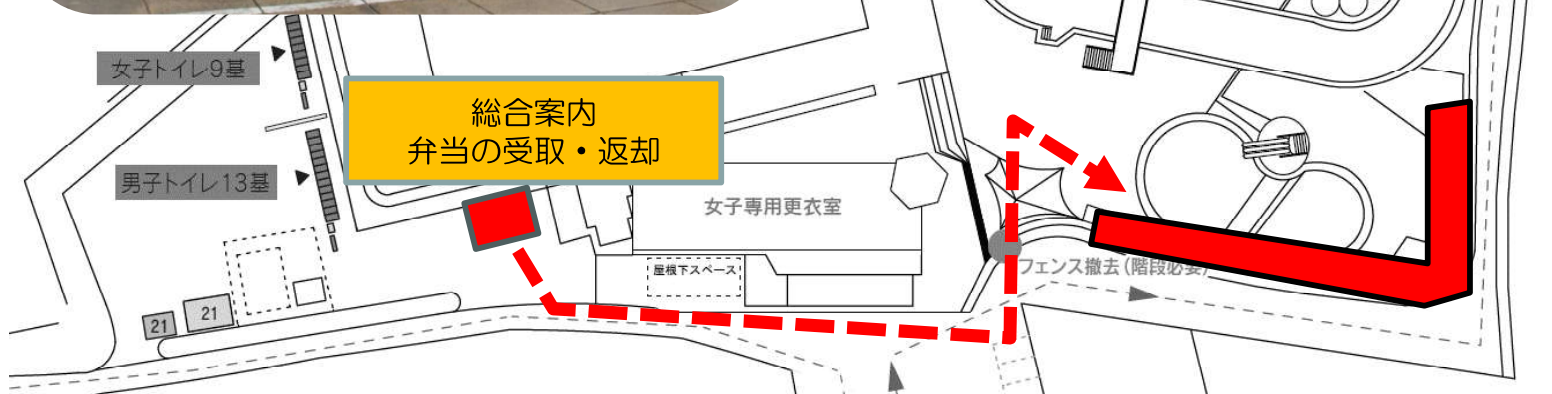 女子トイレ9基
総合案内
弁当の受取・返却
男子トイレ13基
女子専用更衣室
屋根下スペース
フェンス撤去(階段必要)
21
21